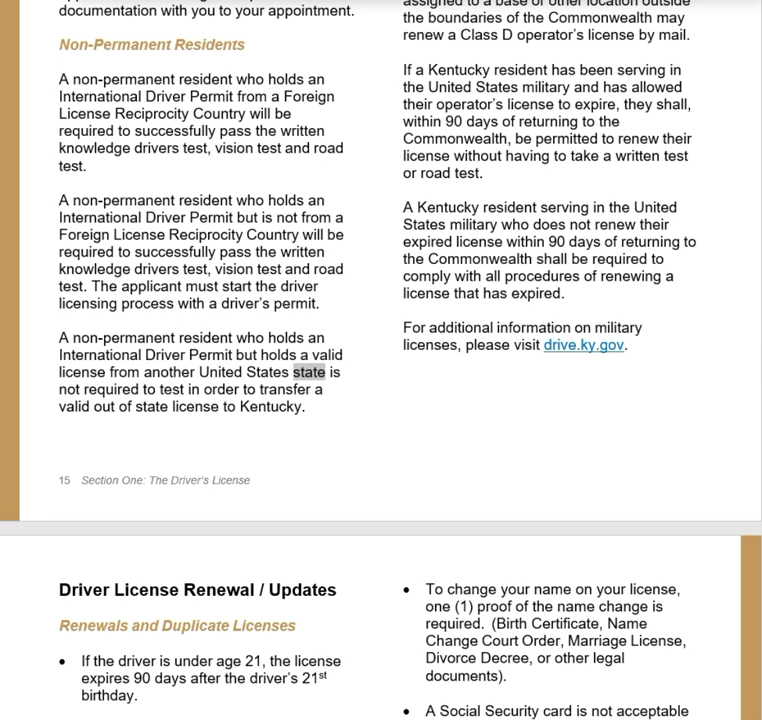 documentation with you to your appointment.
Non-Permanent Residents
A non-permanent resident who holds an
International Driver Permit from a Foreign
License Reciprocity Country will be
required to successfully pass the written
knowledge drivers test, vision test and road
test.
A non-permanent resident who holds an
International Driver Permit but is not from a
Foreign License Reciprocity Country will be
required to successfully pass the written
knowledge drivers test, vision test and road
test. The applicant must start the driver
licensing process with a driver’s permit.
A non-permanent resident who holds an
International Driver Permit but holds a valid
license from another United States state is
not required to test in order to transfer a
valid out of state license to Kentucky.
assigned to a base or other location outside
the boundaries of the Commonwealth may
renew a Class D operator’s license by mail.
If a Kentucky resident has been serving in
the United States military and has allowed
their operator’s license to expire, they shall,
within 90 days of returning to the
Commonwealth, be permitted to renew their
license without having to take a written test
or road test.
A Kentucky resident serving in the United
States military who does not renew their
expired license within 90 days of returning to
the Commonwealth shall be required to
comply with all procedures of renewing a
license that has expired.
For additional information on military
licenses, please visit drive.ky.gov.
15 Section One: The Driver’s License
Driver License Renewal / Updates
Renewals and Duplicate Licenses
• If the driver is under age 21, the license
expires 90 days after the driver’s 21st
birthday.
• To change your name on your license,
one (1) proof of the name change is
required. (Birth Certificate, Name
Change Court Order, Marriage License,
Divorce Decree, or other legal
documents).
• A Social Security card is not acceptable